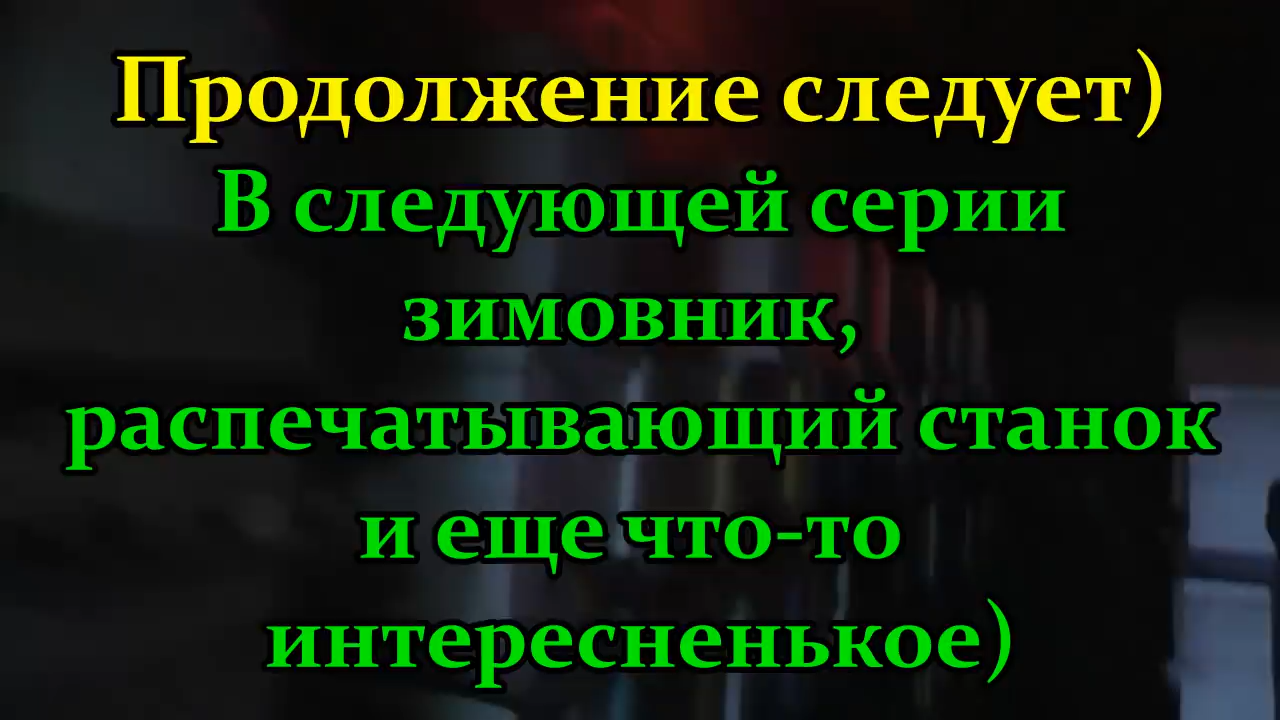 Продолжение следует)
В следующей серии
зимовник,
распечатывающий станок
и еще что-то
интересненькое)